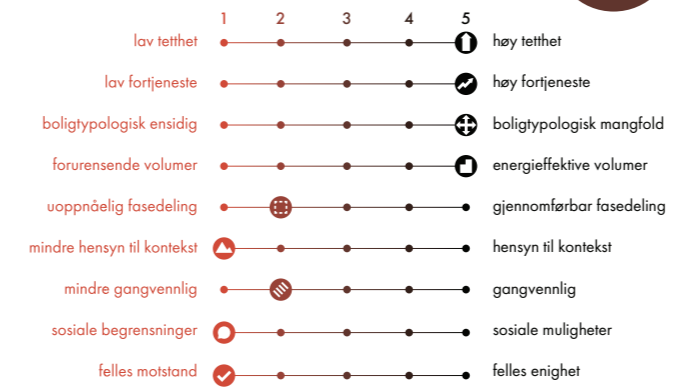 1 2 3 4 5
lav tetthet høy tetthet
lav fortjeneste høy fortjeneste
boligtypologisk ensidig boligtypologisk mangfold
forurensende volumer energieffektive volumer
uoppnåelig fasedeling gjennomførbar fasedeling
mindre hensyn til kontekst hensyn til kontekst
mindre gangvennlig gangvennlig
sosiale begrensninger sosiale muligheter
felles motstand felles enighet